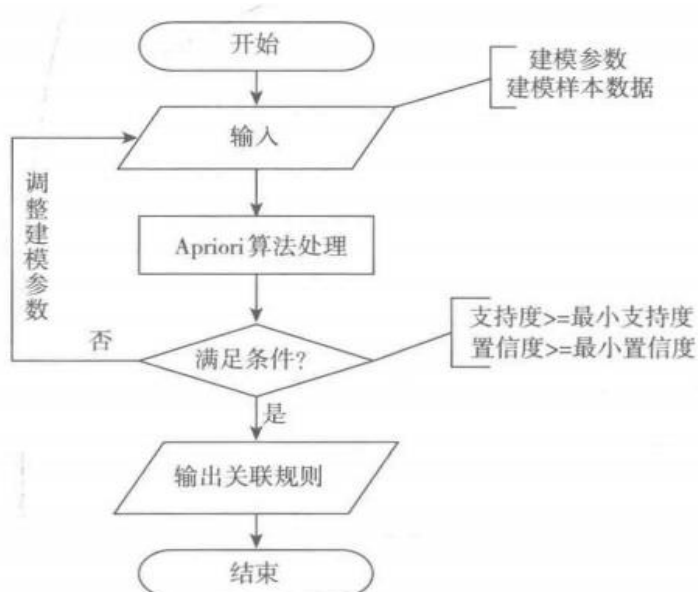 开始
建模参数
建模样本数据
输入
调整建模参数
Apriori算法处理
支持度>=最小支持度
置信度>=最小置信度
否
满足条件?
是
输出关联规则
结束